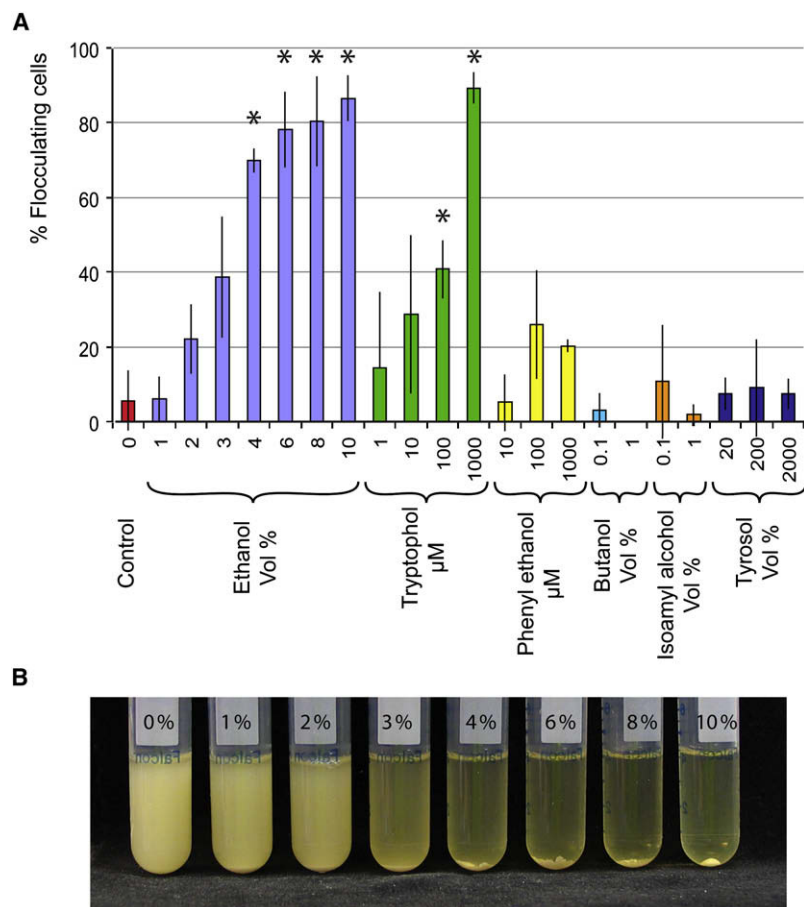 A
100
80
60
40
20
0
% Flocculating cells
* * * * * *
0 1 2 3 4 6 8 10 1 10 100 1000 10 100 1000 0.1 1 0.1 1 20 200 2000
Control
Ethanol
Vol %
Tryptophol
µM
Phenyl ethanol
µM
Butanol
Vol %
Isoamyl alcohol
Vol %
Tyrosol
Vol %
B
0% 1% 2% 3% 4% 6% 8% 10%
Falcon Falcon